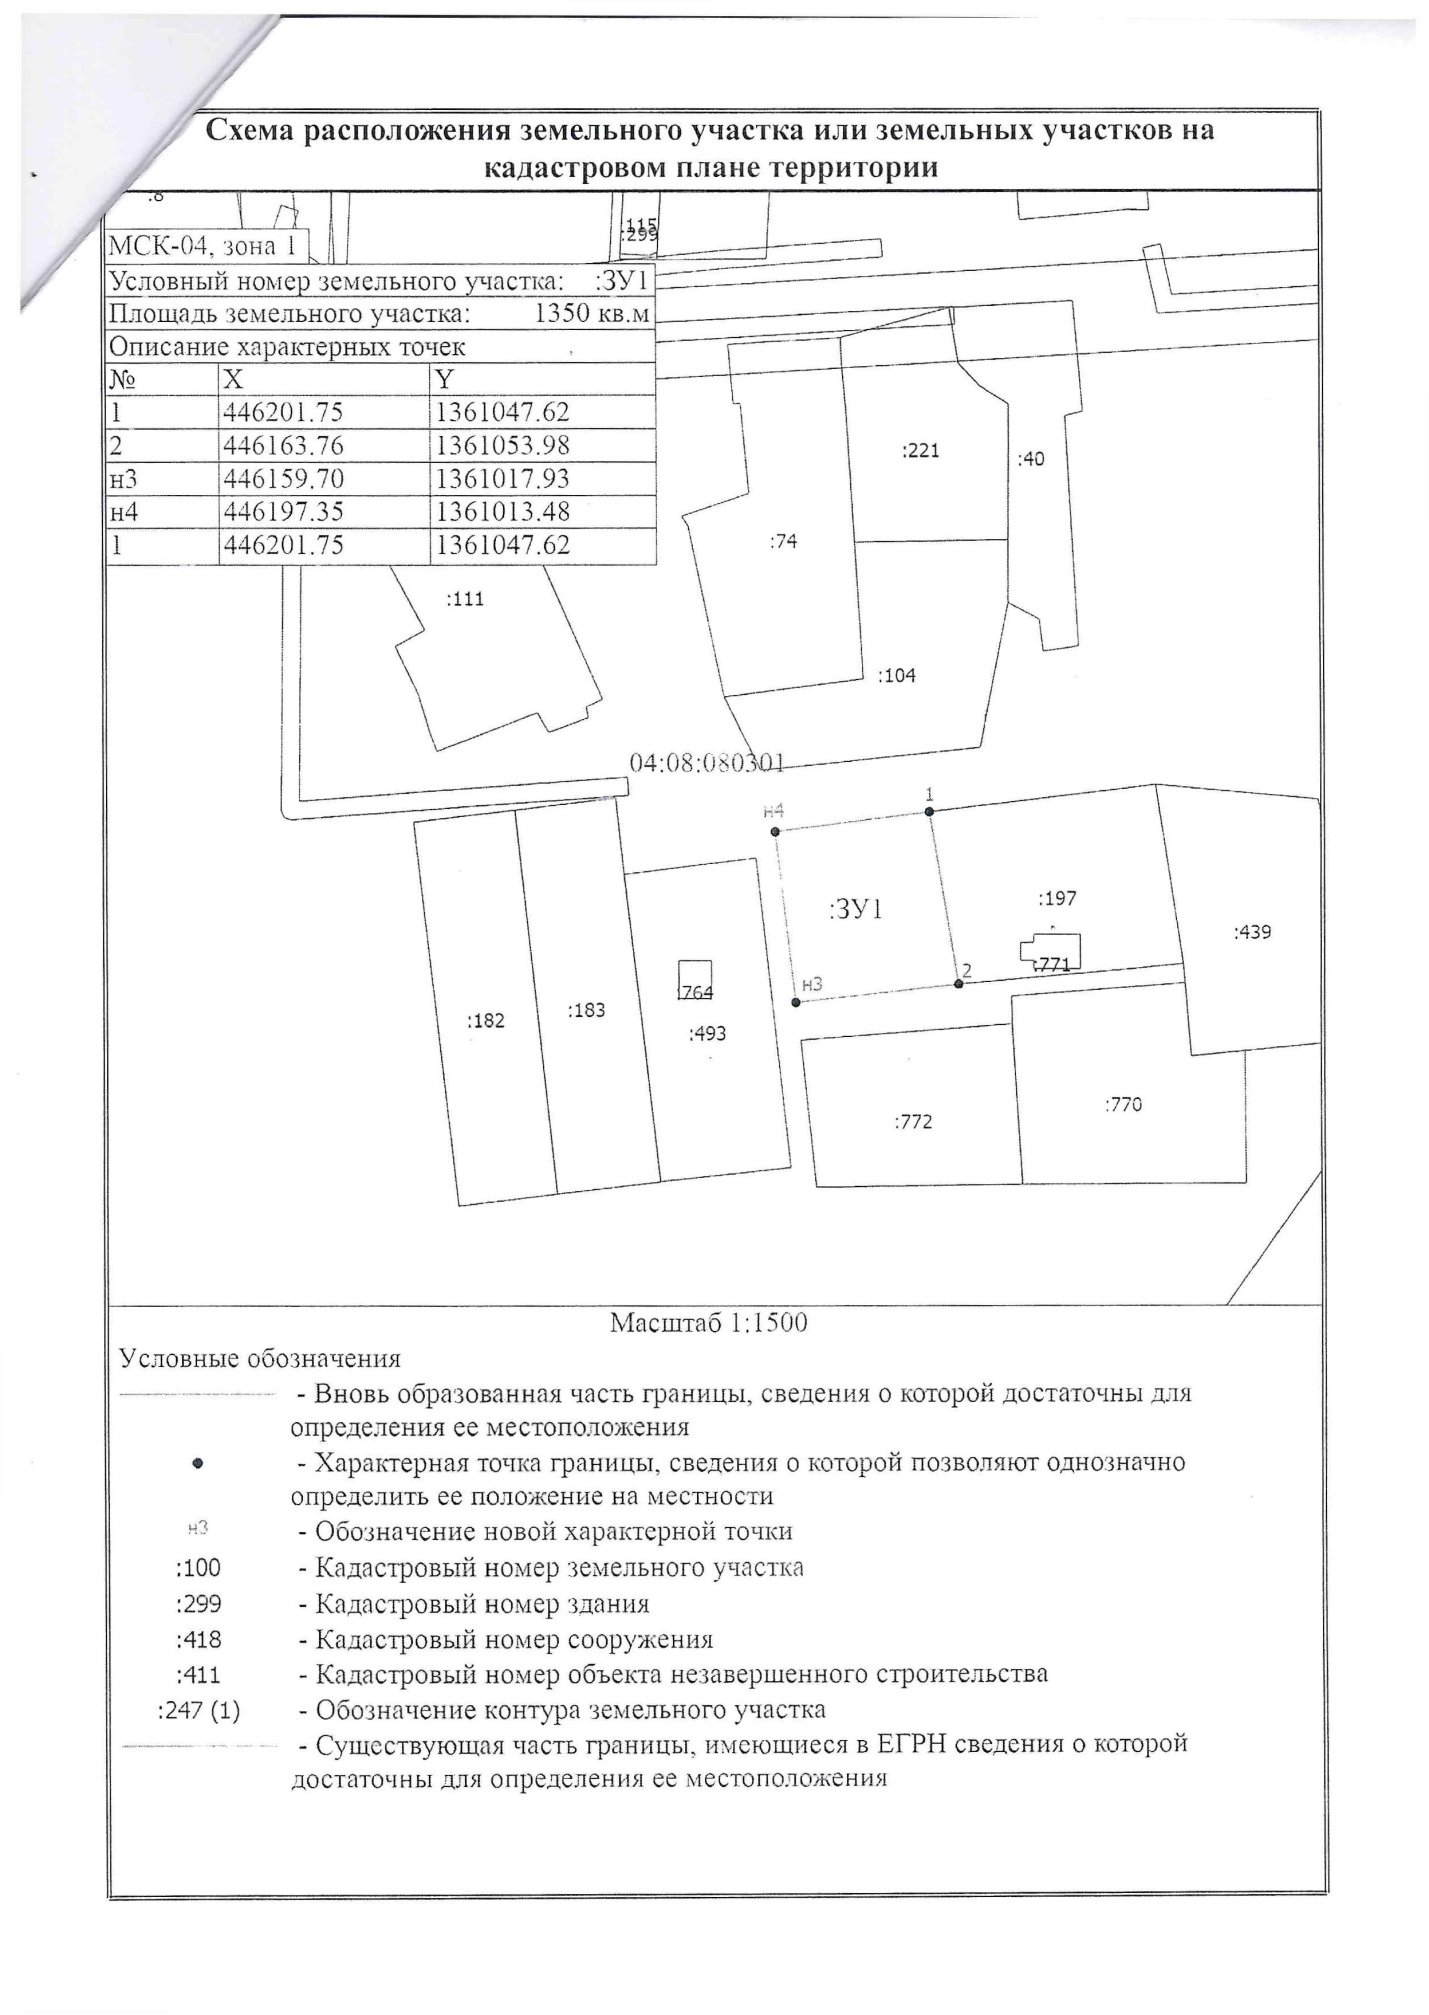 Схема расположения земельного участка или земельных участков на
кадастровом плане территории
:8
115
:299
МСК-04, зона 1
Условный номер земельного участка: :ЗУ1
Площадь земельного участка: 1350 кв.м
Описание характерных точек
№ X Y
1 446201.75 1361047.62
2 446163.76 1361053.98
н3 446159.70 1361017.93
н4 446197.35 1361013.48
1 446201.75 1361047.62
:221
:40
:74
:111
:104
04:08:080301
1
н4
:197
:ЗУ1
:439
:771
2
н3
764
:183
:182
:493
:770
:772
Масштаб 1:1500
Условные обозначения
- Вновь образованная часть границы, сведения о которой достаточны для
определения ее местоположения
- Характерная точка границы, сведения о которой позволяют однозначно
определить ее положение на местности
н3 - Обозначение новой характерной точки
:100 - Кадастровый номер земельного участка
:299 - Кадастровый номер здания
:418 - Кадастровый номер сооружения
:411 - Кадастровый номер объекта незавершенного строительства
:247 (1) - Обозначение контура земельного участка
- Существующая часть границы, имеющиеся в ЕГРН сведения о которой
достаточны для определения ее местоположения